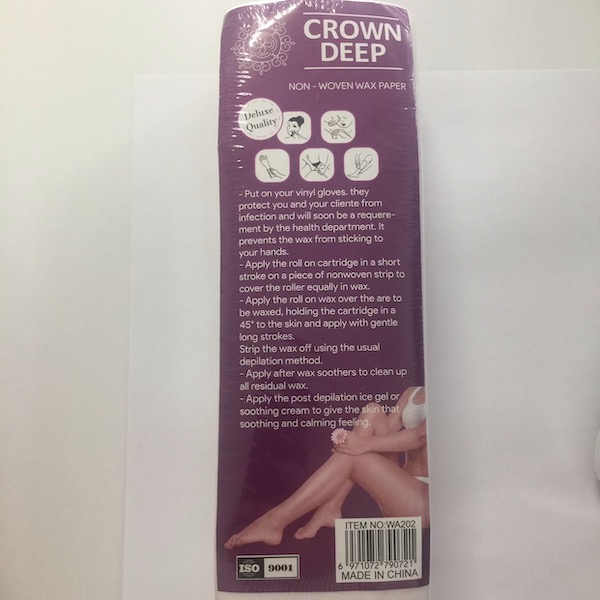 CROWN
DEEP
NON - WOVEN WAX PAPER
Deluxe
Quality
- Put on your vinyl gloves. they
protect you and your cliente from
infection and will soon be a requere-
ment by the health department. It
prevents the wax from sticking to
your hands.
- Apply the roll on cartridge in a short
stroke on a piece of nonwoven strip to
cover the roller equally in wax.
- Apply the roll on wax over the are to
be waxed, holding the cartridge in a
45° to the skin and apply with gentle
long strokes.
Strip the wax off using the usual
depilation method.
- Apply after wax soothers to clean up
all residual wax.
- Apply the post depilation ice gel or
soothing cream to give the skin that
soothing and calming feeling.
ITEM NO:WA202
6 971072 790721
MADE IN CHINA
ISO 9001